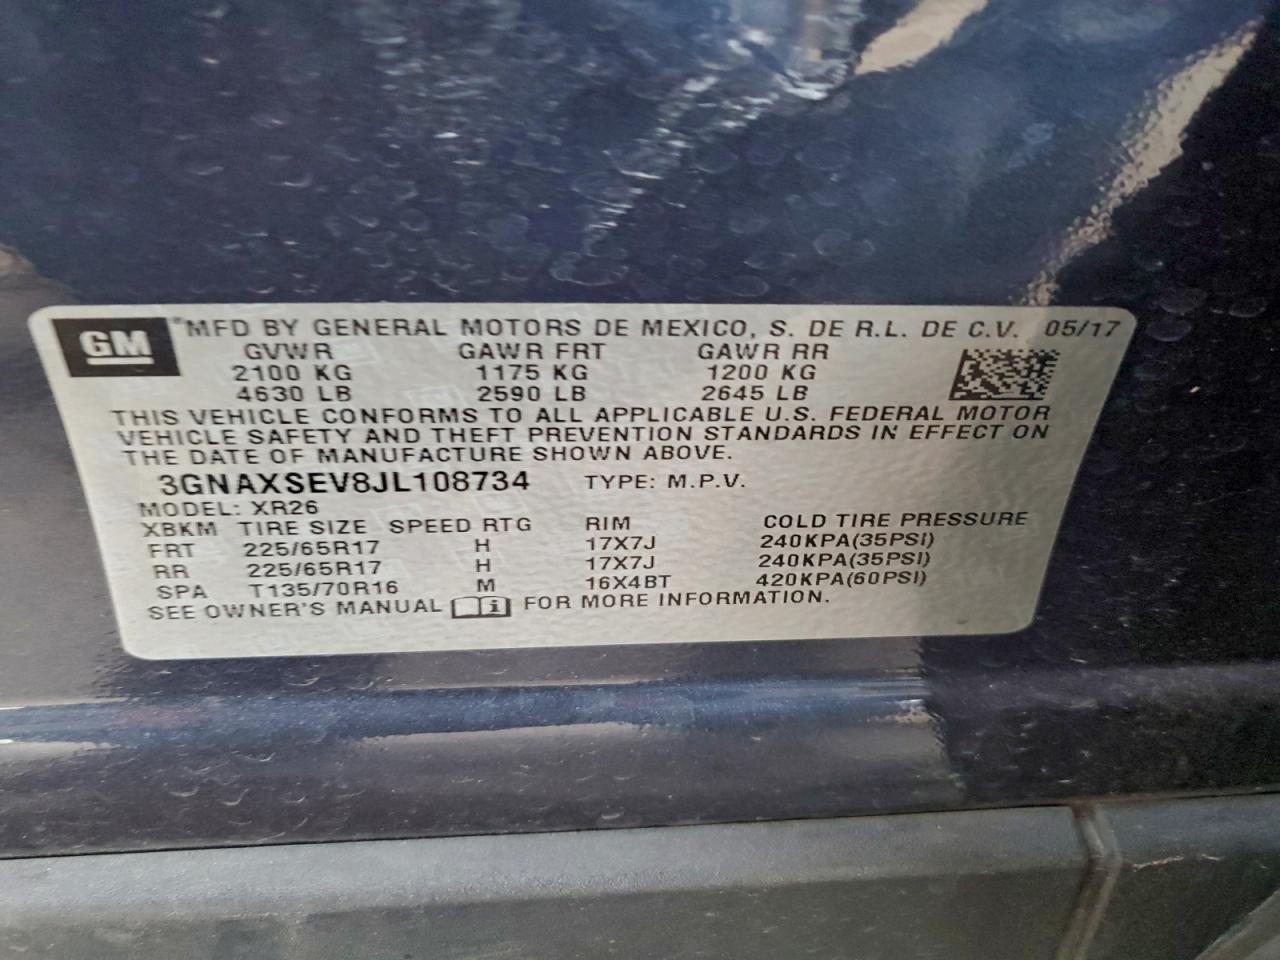 GM *MFD BY GENERAL MOTORS DE MEXICO, S. DE R.L. DE C.V. 05/17
GVWR GAWR FRT GAWR RR
2100 KG 1175 KG 1200 KG
4630 LB 2590 LB 2645 LB
THIS VEHICLE CONFORMS TO ALL APPLICABLE U.S. FEDERAL MOTOR
VEHICLE SAFETY AND THEFT PREVENTION STANDARDS IN EFFECT ON
THE DATE OF MANUFACTURE SHOWN ABOVE.
3GNAXSEV8JL108734 TYPE: M.P.V.
MODEL: XR26
XBKM TIRE SIZE SPEED RTG RIM COLD TIRE PRESSURE
FRT 225/65R17 H 17X7J 240KPA(35PSI)
RR 225/65R17 H 17X7J 240KPA(35PSI)
SPA T135/70R16 M 16X4BT 420KPA(60PSI)
SEE OWNER'S MANUAL i FOR MORE INFORMATION.